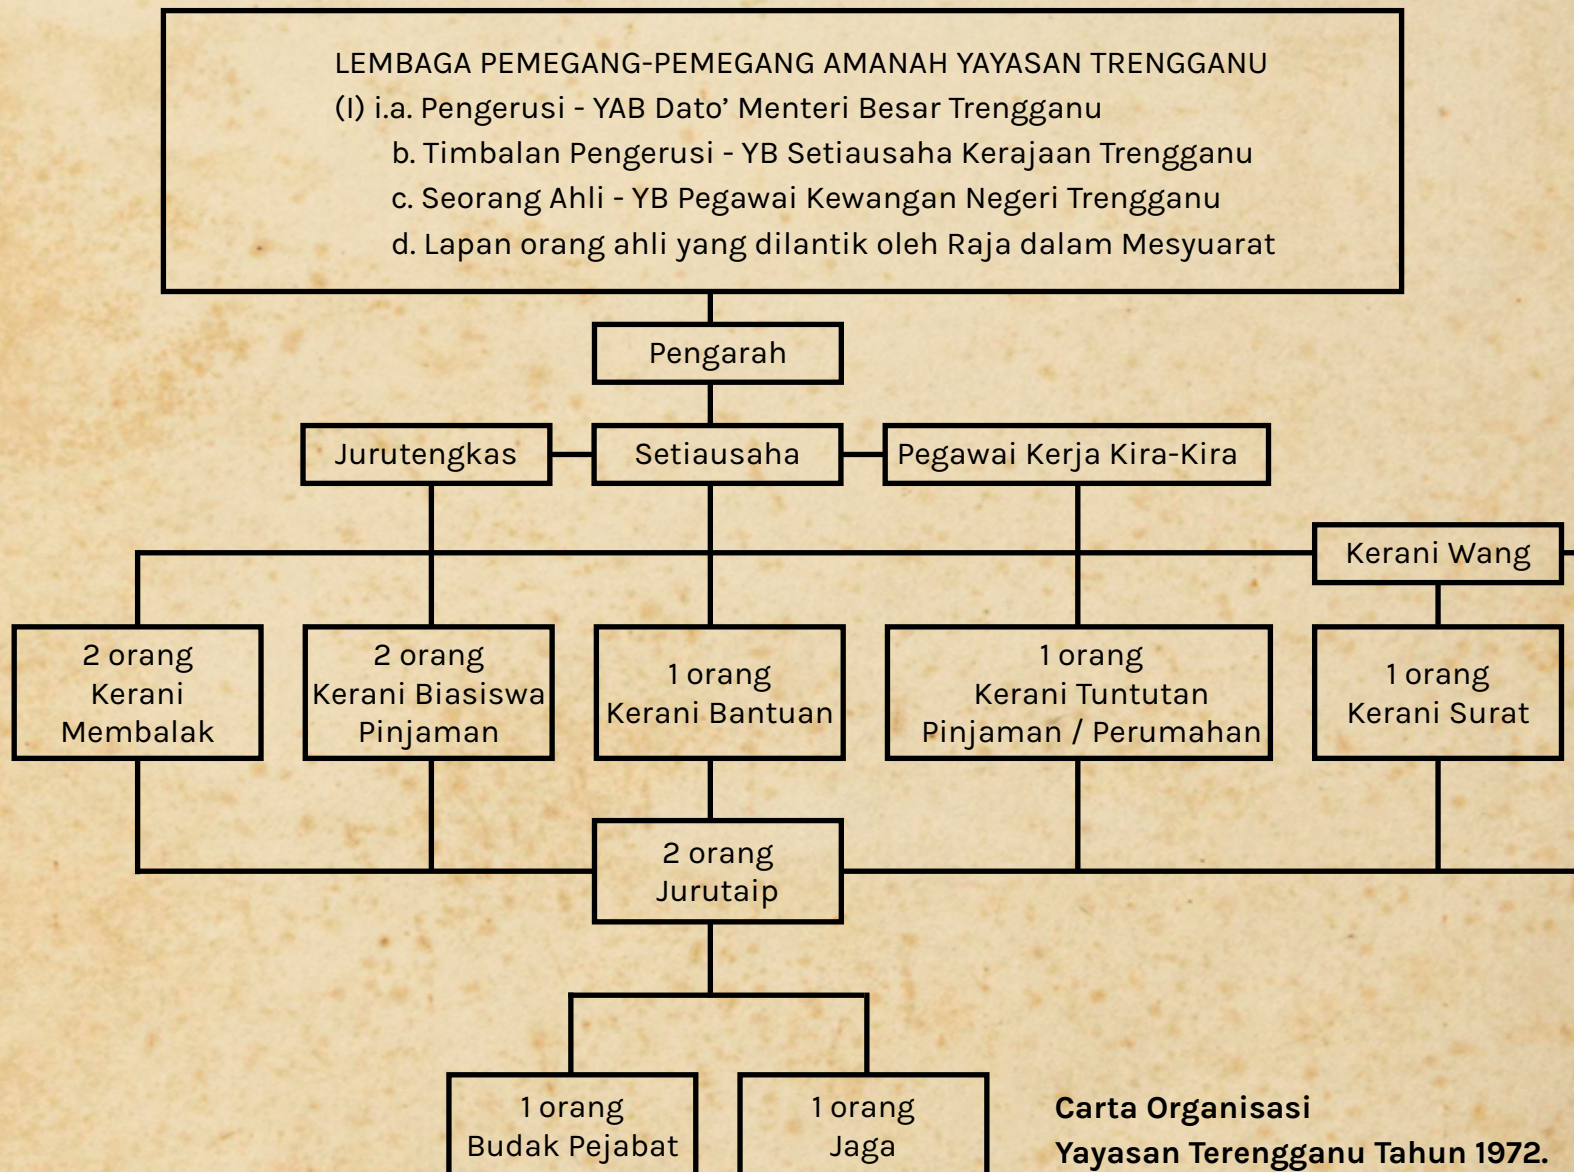 LEMBAGA PEMEGANG-PEMEGANG AMANAH YAYASAN TRENGGANU
(I) i.a. Pengerusi - YAB Dato’ Menteri Besar Trengganu
b. Timbalan Pengerusi - YB Setiausaha Kerajaan Trengganu
c. Seorang Ahli - YB Pegawai Kewangan Negeri Trengganu
d. Lapan orang ahli yang dilantik oleh Raja dalam Mesyuarat
Pengarah
Jurutengkas
Setiausaha
Pegawai Kerja Kira-Kira
Kerani Wang
2 orang
Kerani
Membalak
2 orang
Kerani Biasiswa
Pinjaman
1 orang
Kerani Bantuan
1 orang
Kerani Tuntutan
Pinjaman / Perumahan
1 orang
Kerani Surat
2 orang
Jurutaip
1 orang
Budak Pejabat
1 orang
Jaga
Carta Organisasi
Yayasan Terengganu Tahun 1972.